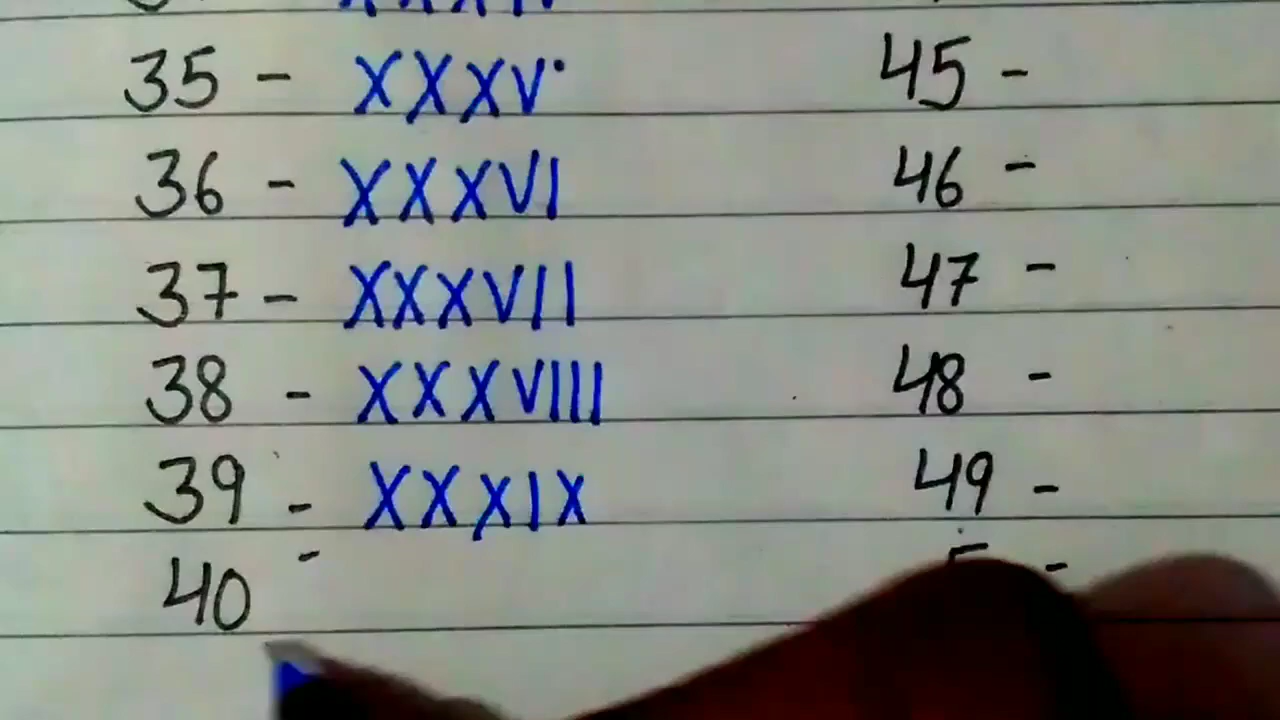 35 - XXXV
45 -
36 - XXXVI
46 -
37 - XXXVII
47 -
38 - XXXVIII
48 -
39 - XXXIX
49 -
40 -